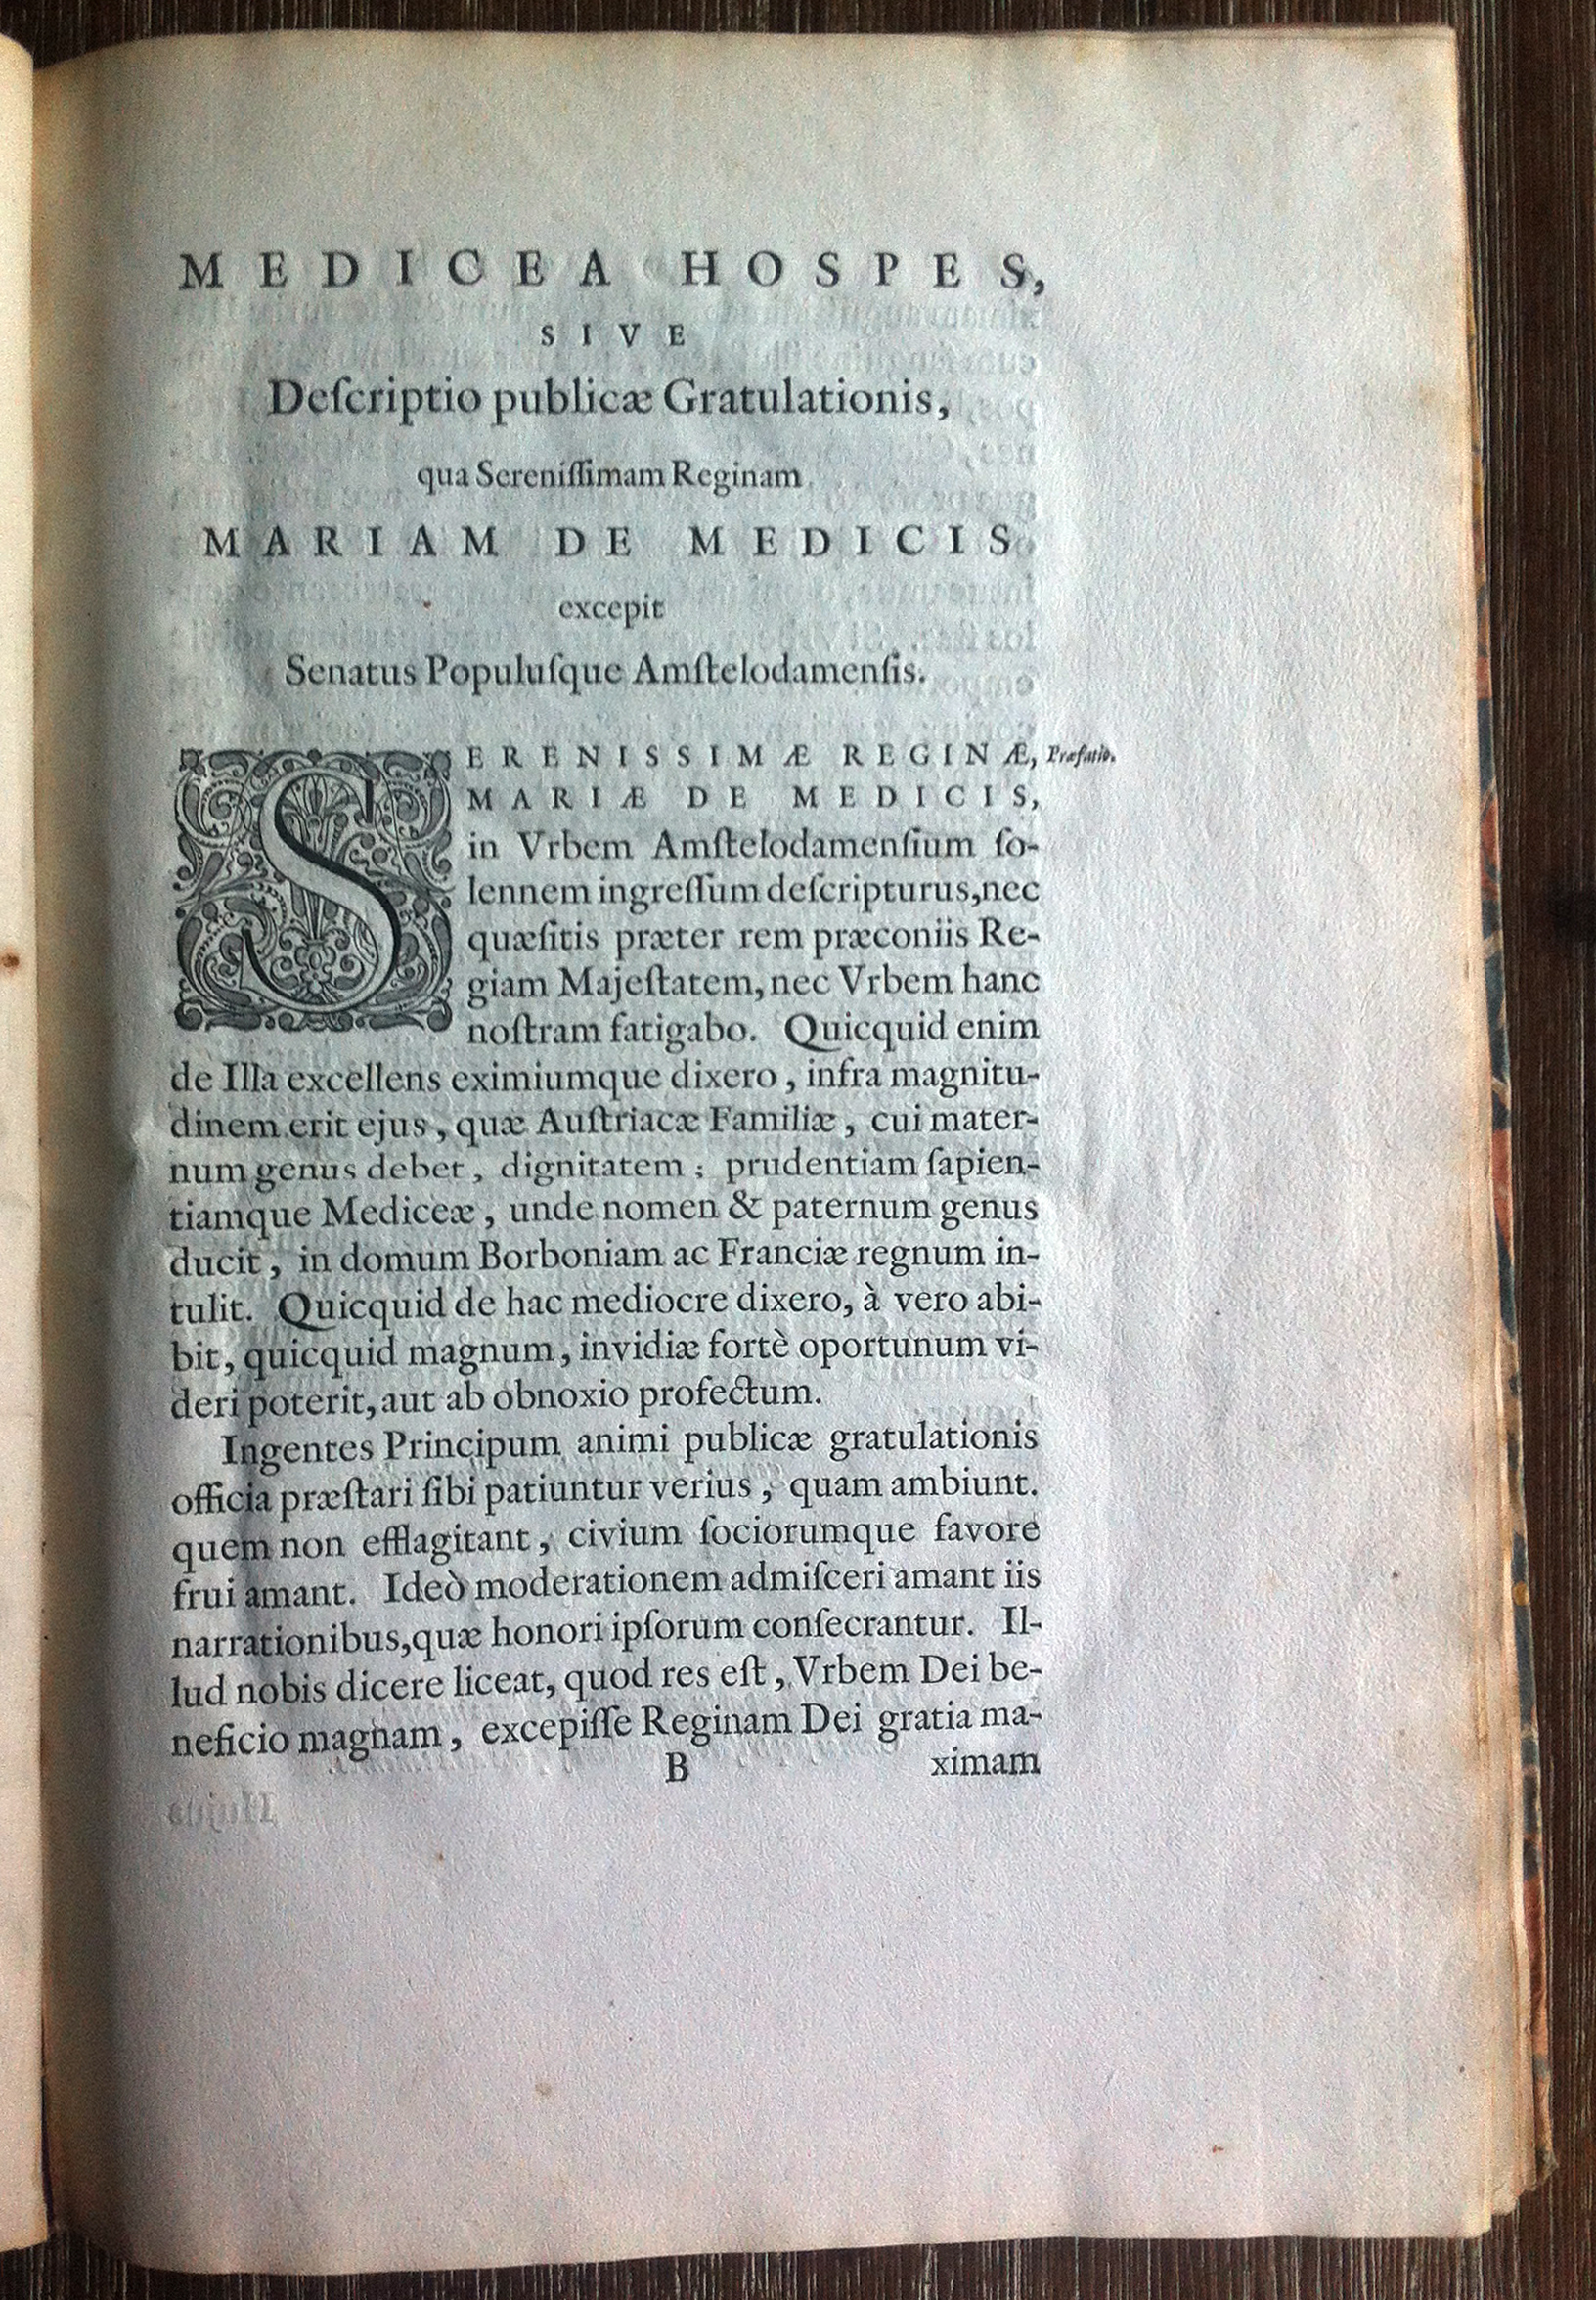 MEDICEA HOSPES,
SIVE
Deſcriptio publicæ Gratulationis,
qua Sereniſſimam Reginam
MARIAM DE MEDICIS
excepit
Senatus Populuſque Amſtelodamenſis.
SERENISSIMÆ REGINÆ, Præfatio.
MARIÆ DE MEDICIS,
in Vrbem Amſtelodamenſium ſo-
lennem ingreſſum deſcripturus, nec
quæſitis præter rem præconiis Re-
giam Majeſtatem, nec Vrbem hanc
noſtram fatigabo. Quicquid enim
de Illa excellens eximiumque dixero, infra magnitu-
dinem erit ejus, quæ Auſtriacæ Familiæ, cui mater-
num genus debet, dignitatem; prudentiam ſapien-
tiamque Mediceæ, unde nomen & paternum genus
ducit, in domum Borboniam ac Franciæ regnum in-
tulit. Quicquid de hac mediocre dixero, à vero abi-
bit, quicquid magnum, invidiæ fortè oportunum vi-
deri poterit, aut ab obnoxio profectum.
Ingentes Principum animi publicæ gratulationis
officia præſtari ſibi patiuntur verius, quam ambiunt.
quem non efflagitant, civium ſociorumque favore
frui amant. Ideò moderationem admiſceri amant iis
narrationibus, quæ honori ipſorum conſecrantur. Il-
lud nobis dicere liceat, quod res eſt, Vrbem Dei be-
neficio magnam, excepiſſe Reginam Dei gratia ma-
B ximam